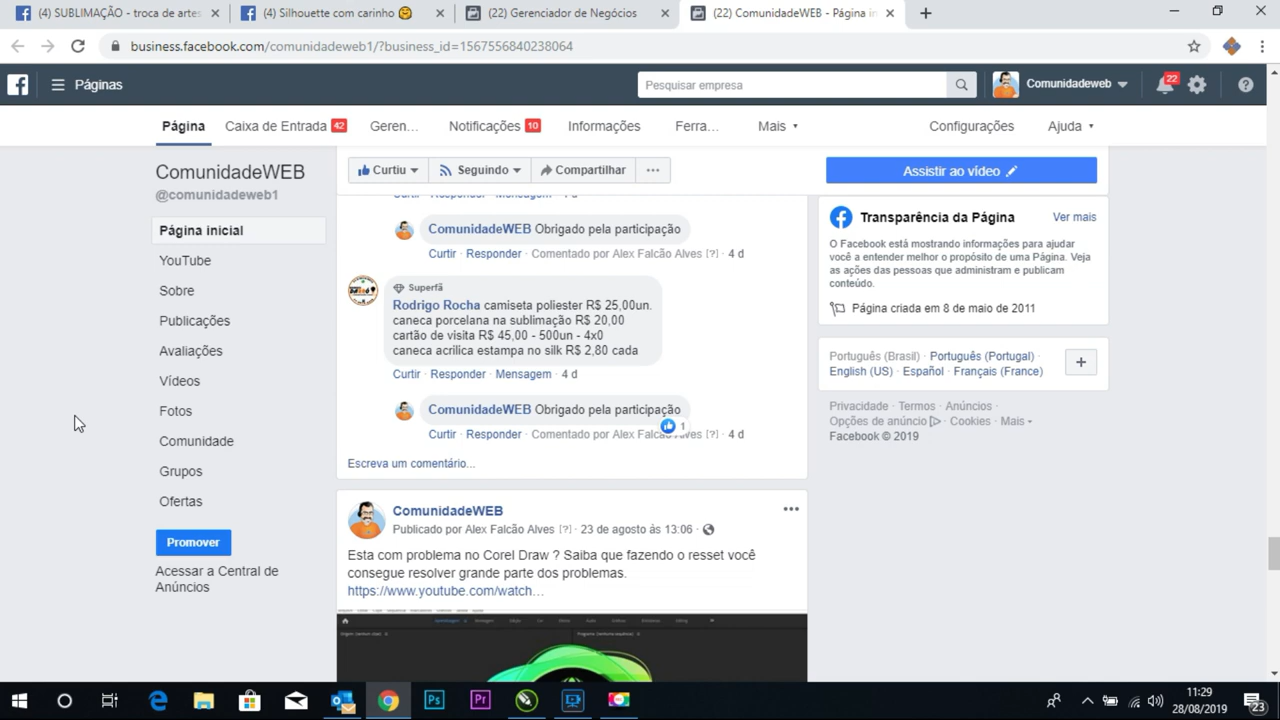 (4) SUBLIMAÇÃO - troca de artes
(4) Silhouette com carinho
(22) Gerenciador de Negócios
(22) ComunidadeWEB - Página in
business.facebook.com/comunidadeweb1/?business_id=1567556840238064
Páginas
Pesquisar empresa
Comunidadeweb
22
Página
Caixa de Entrada 42
Geren...
Notificações 10
Informações
Ferra...
Mais
Configurações
Ajuda
ComunidadeWEB
@comunidadeweb1
Página inicial
YouTube
Sobre
Publicações
Avaliações
Vídeos
Fotos
Comunidade
Grupos
Ofertas
Promover
Acessar a Central de
Anúncios
Curtiu
Seguindo
Compartilhar
Assistir ao vídeo
Curtir · Responder · Mensagem · 7 d
ComunidadeWEB Obrigado pela participação
Curtir · Responder · Comentado por Alex Falcão Alves [?] · 4 d
Superfã
Rodrigo Rocha camiseta poliester R$ 25,00un.
caneca porcelana na sublimação R$ 20,00
cartão de visita R$ 45,00 - 500un - 4x0
caneca acrilica estampa no silk R$ 2,80 cada
Curtir · Responder · Mensagem · 4 d
ComunidadeWEB Obrigado pela participação
1
Curtir · Responder · Comentado por Alex Falcão Alves [?] · 4 d
Escreva um comentário...
ComunidadeWEB
Publicado por Alex Falcão Alves [?] · 23 de agosto às 13:06 ·
Esta com problema no Corel Draw ? Saiba que fazendo o resset você
consegue resolver grande parte dos problemas.
https://www.youtube.com/watch...
Transparência da Página
Ver mais
O Facebook está mostrando informações para ajudar
você a entender melhor o propósito de uma Página. Veja
as ações das pessoas que administram e publicam
conteúdo.
Página criada em 8 de maio de 2011
Português (Brasil) · Português (Portugal) ·
English (US) · Español · Français (France)
Privacidade · Termos · Anúncios ·
Opções de anúncio · Cookies · Mais
Facebook © 2019
Ps
Pr
11:29
28/08/2019
23